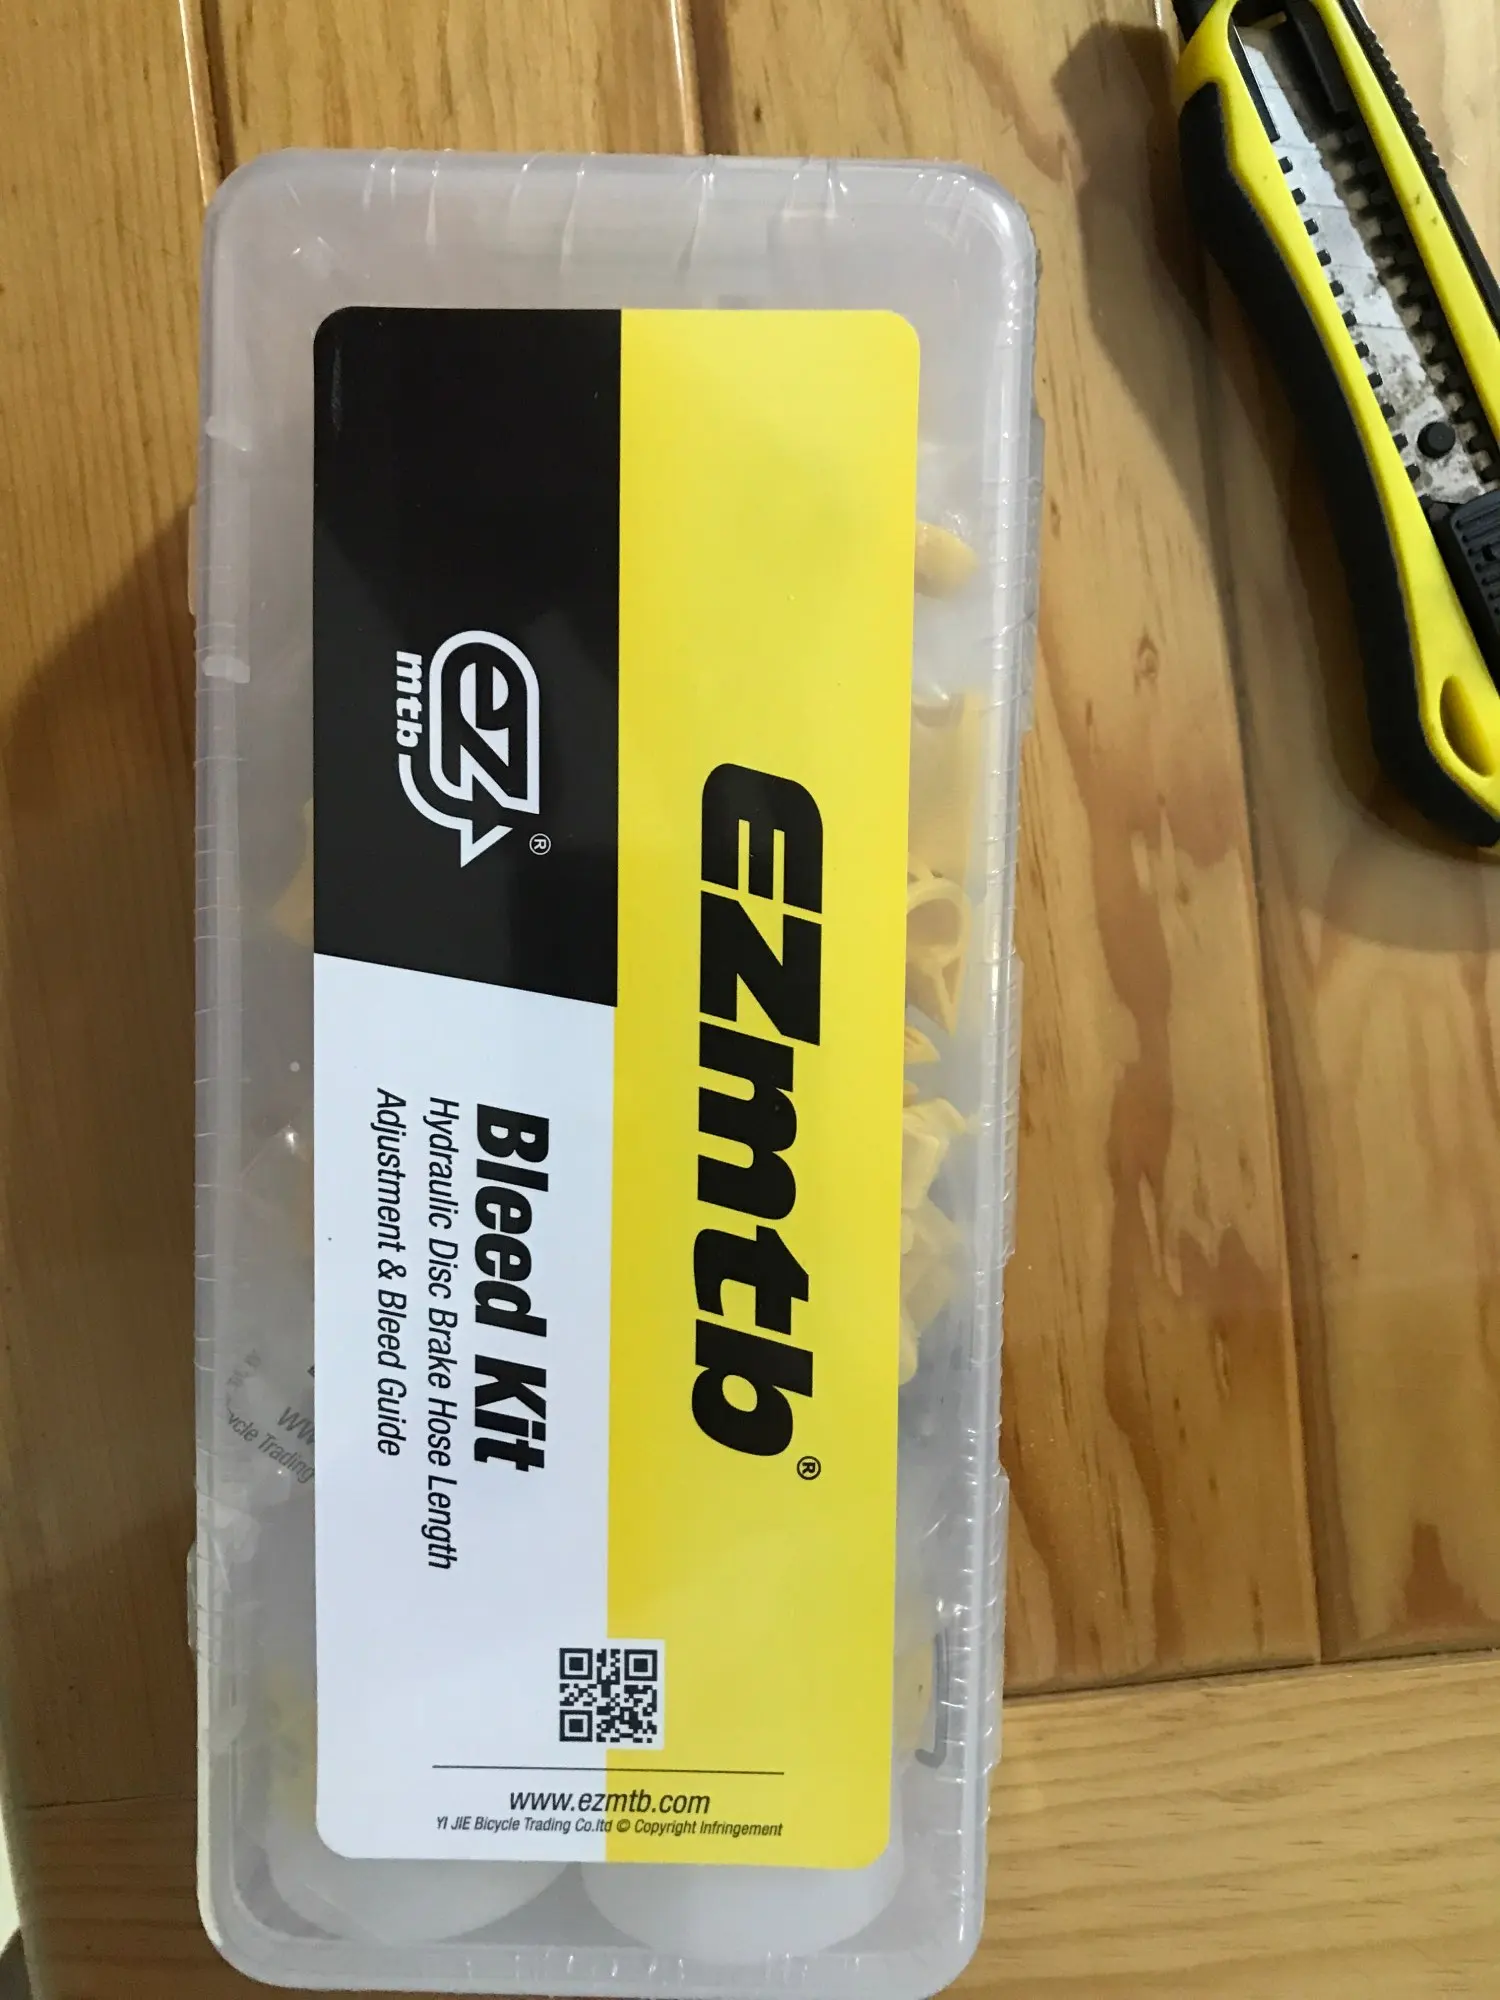 ezmtb®
ez®
mtb
Bleed Kit
Hydraulic Disc Brake Hose Length
Adjustment & Bleed Guide
www.ezmtb.com
YI JIE Bicycle Trading Co.ltd © Copyright Infringement
Trading